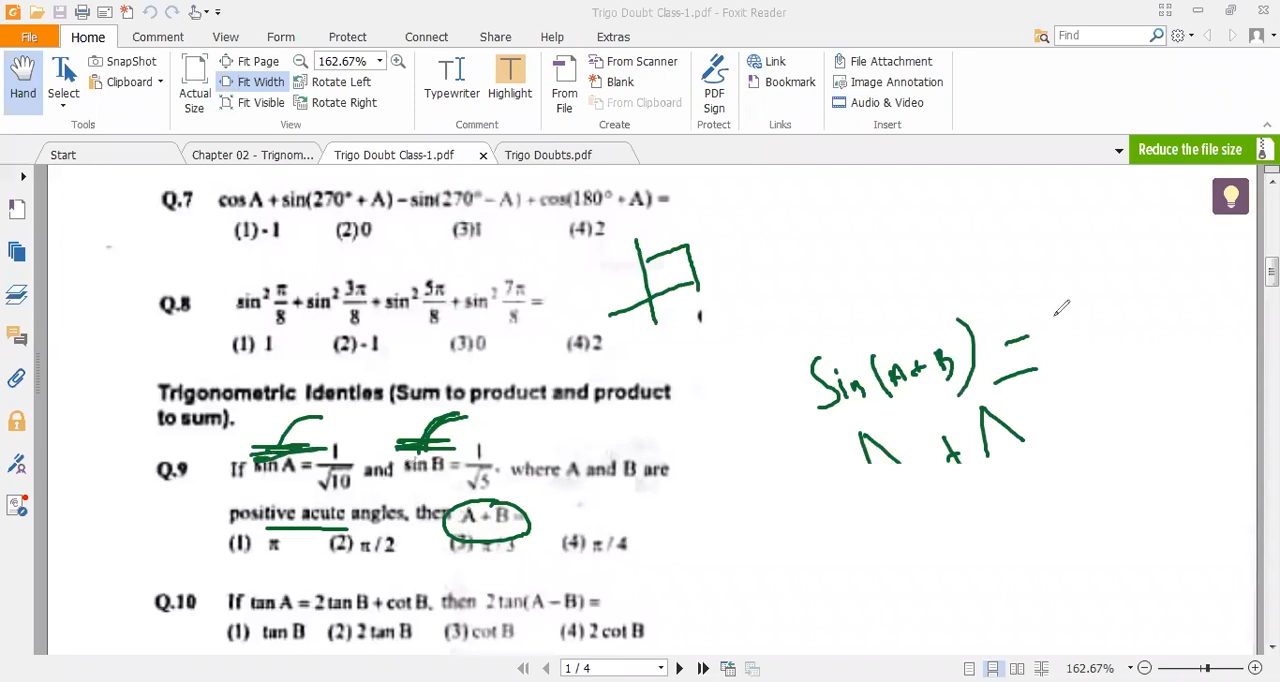 Trigo Doubt Class-1.pdf - Foxit Reader
File Home Comment View Form Protect Connect Share Help Extras Find
SnapShot Fit Page 162.67% From Scanner Link File Attachment
Clipboard Fit Width Rotate Left Blank Bookmark Image Annotation
Hand Select Actual Size Fit Visible Rotate Right Typewriter Highlight From File From Clipboard PDF Sign Audio & Video
Tools View Comment Create Protect Links Insert
Start Chapter 02 - Trignom... Trigo Doubt Class-1.pdf Trigo Doubts.pdf Reduce the file size
Q.7 cos A + sin(270° + A) − sin(270° − A) + cos(180° + A) =
(1) - 1 (2) 0 (3) 1 (4) 2
Q.8 sin² π/8 + sin² 3π/8 + sin² 5π/8 + sin² 7π/8 =
(1) 1 (2) - 1 (3) 0 (4) 2
Sin(A+B) =
Trigonometric Identies (Sum to product and product
to sum).
Q.9 If sin A = 1/√10 and sin B = 1/√5, where A and B are
positive acute angles, then A + B =
(1) π (2) π / 2 (3) π / 3 (4) π / 4
Q.10 If tan A = 2 tan B + cot B, then 2 tan(A − B) =
(1) tan B (2) 2 tan B (3) cot B (4) 2 cot B
1 / 4 162.67%